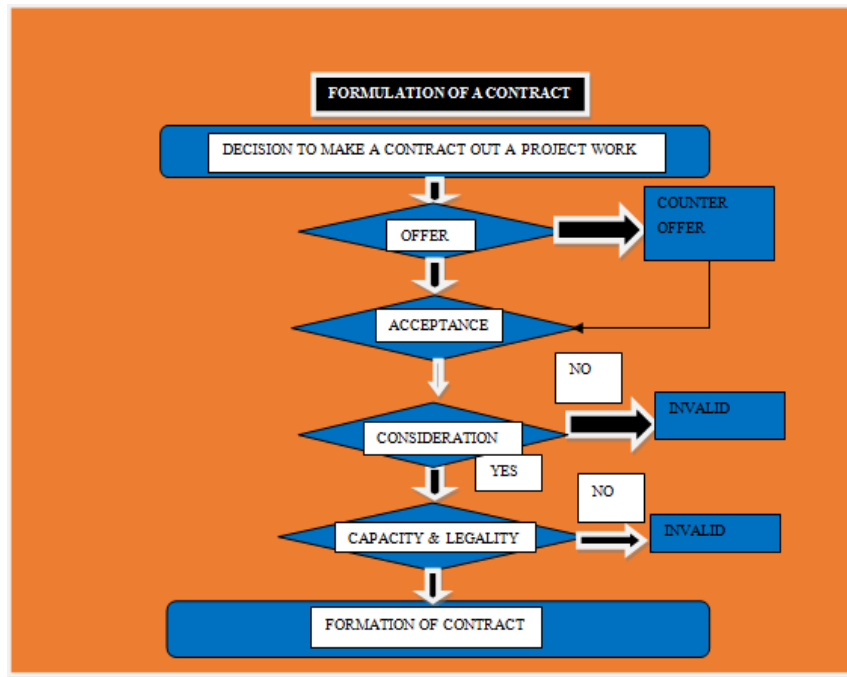 FORMULATION OF A CONTRACT
DECISION TO MAKE A CONTRACT OUT A PROJECT WORK
OFFER
COUNTER
OFFER
ACCEPTANCE
NO
INVALID
CONSIDERATION
YES
NO
CAPACITY & LEGALITY
INVALID
FORMATION OF CONTRACT